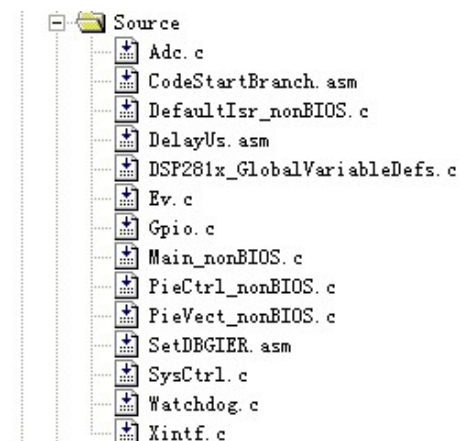 Source
Adc.c
CodeStartBranch.asm
DefaultIsr_nonBIOS.c
DelayUs.asm
DSP281x_GlobalVariableDefs.c
Ev.c
Gpio.c
Main_nonBIOS.c
PieCtrl_nonBIOS.c
PieVect_nonBIOS.c
SetDBGIER.asm
SysCtrl.c
Watchdog.c
Xintf.c